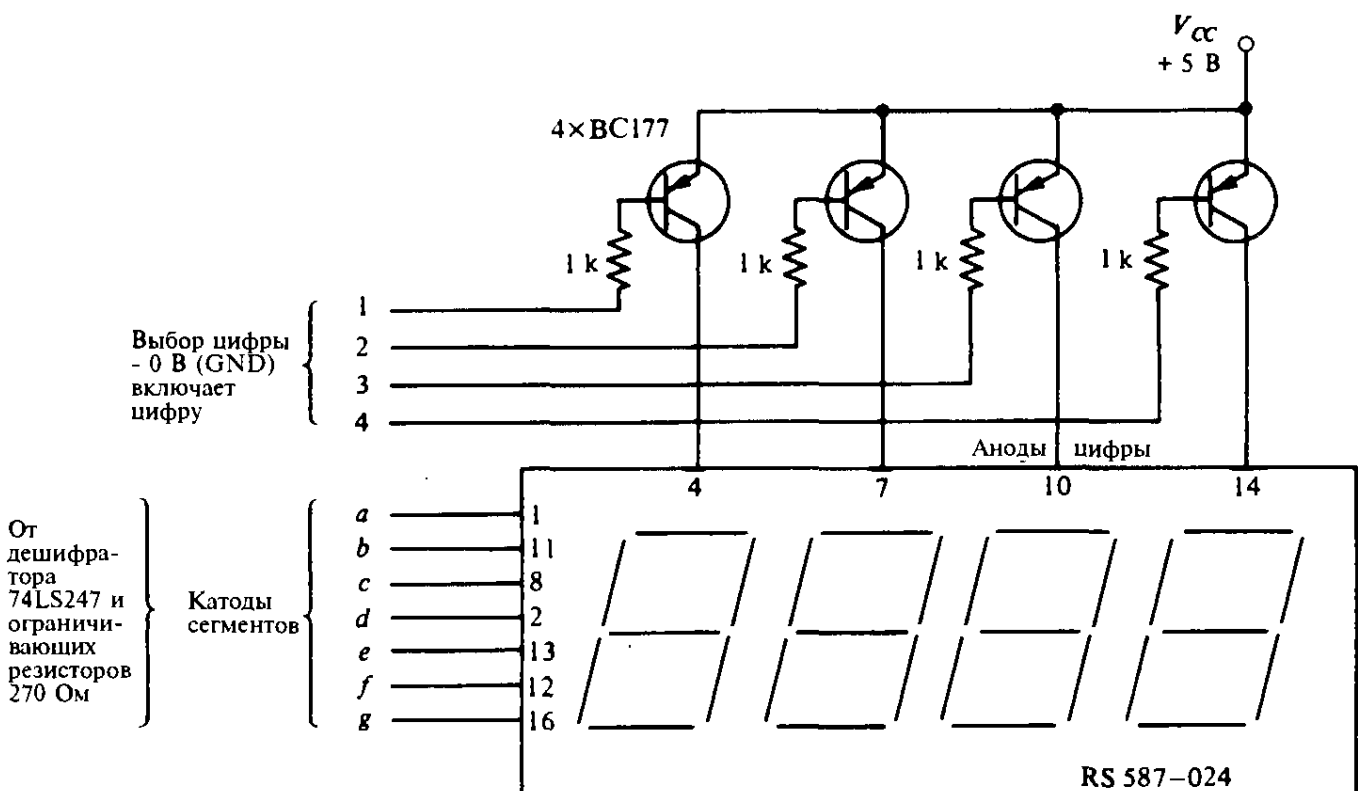 V_CC
+ 5 В
4×BC177
1 k
1 k
1 k
1 k
Выбор цифры
- 0 В (GND)
включает
цифру
1
2
3
4
Аноды цифры
4
7
10
14
От
дешифра-
тора
74LS247 и
ограничи-
вающих
резисторов
270 Ом
Катоды
сегментов
a
b
c
d
e
f
g
1
11
8
2
13
12
16
RS 587–024